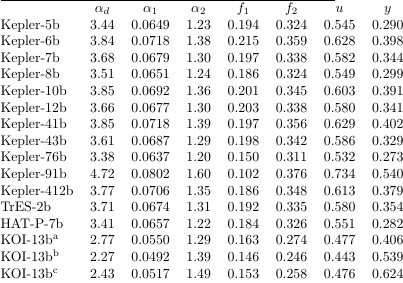 α_d α_1 α_2 f_1 f_2 u y
Kepler-5b 3.44 0.0649 1.23 0.194 0.324 0.545 0.290
Kepler-6b 3.84 0.0718 1.38 0.215 0.359 0.628 0.398
Kepler-7b 3.68 0.0679 1.30 0.197 0.338 0.582 0.344
Kepler-8b 3.51 0.0651 1.24 0.186 0.324 0.549 0.299
Kepler-10b 3.85 0.0692 1.36 0.201 0.345 0.603 0.391
Kepler-12b 3.66 0.0677 1.30 0.203 0.338 0.580 0.341
Kepler-41b 3.85 0.0718 1.39 0.197 0.356 0.629 0.402
Kepler-43b 3.61 0.0687 1.29 0.198 0.342 0.586 0.329
Kepler-76b 3.38 0.0637 1.20 0.150 0.311 0.532 0.273
Kepler-91b 4.72 0.0802 1.60 0.102 0.376 0.734 0.540
Kepler-412b 3.77 0.0706 1.35 0.186 0.348 0.613 0.379
TrES-2b 3.71 0.0674 1.31 0.192 0.335 0.580 0.354
HAT-P-7b 3.41 0.0657 1.22 0.184 0.326 0.551 0.282
KOI-13b^a 2.77 0.0550 1.29 0.163 0.274 0.477 0.406
KOI-13b^b 2.27 0.0492 1.39 0.146 0.246 0.443 0.539
KOI-13b^c 2.43 0.0517 1.49 0.153 0.258 0.476 0.624